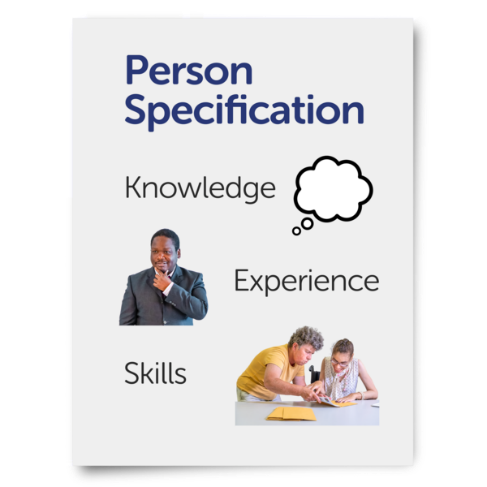 Person
Specification
Knowledge
Experience
Skills